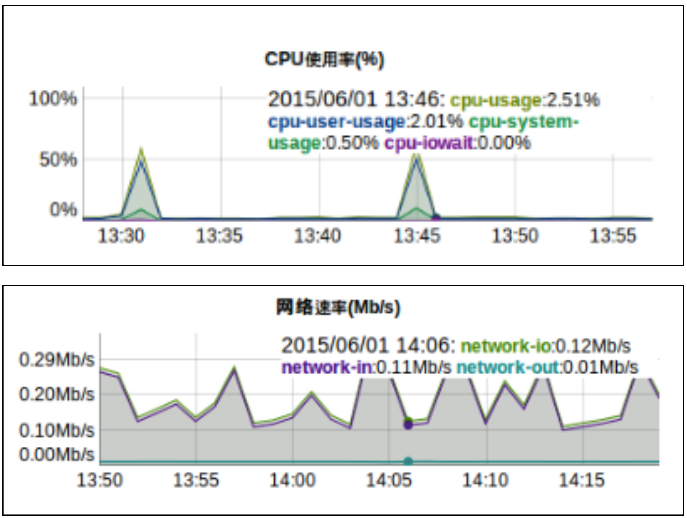 CPU使用率(%)
100%
2015/06/01 13:46: cpu-usage:2.51%
cpu-user-usage:2.01% cpu-system-
usage:0.50% cpu-iowait:0.00%
50%
0%
13:30 13:35 13:40 13:45 13:50 13:55
网络速率(Mb/s)
2015/06/01 14:06: network-io:0.12Mb/s
network-in:0.11Mb/s network-out:0.01Mb/s
0.29Mb/s
0.20Mb/s
0.10Mb/s
0.00Mb/s
13:50 13:55 14:00 14:05 14:10 14:15